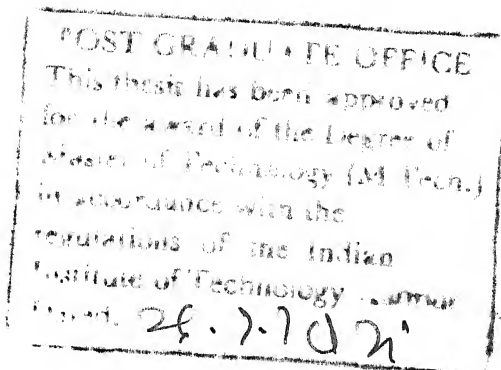 POST GRADUATE OFFICE
This thesis has been approved
for the award of the Degree of
Master of Technology (M. Tech.)
in accordance with the
regulations of the Indian
Institute of Technology
Dated.